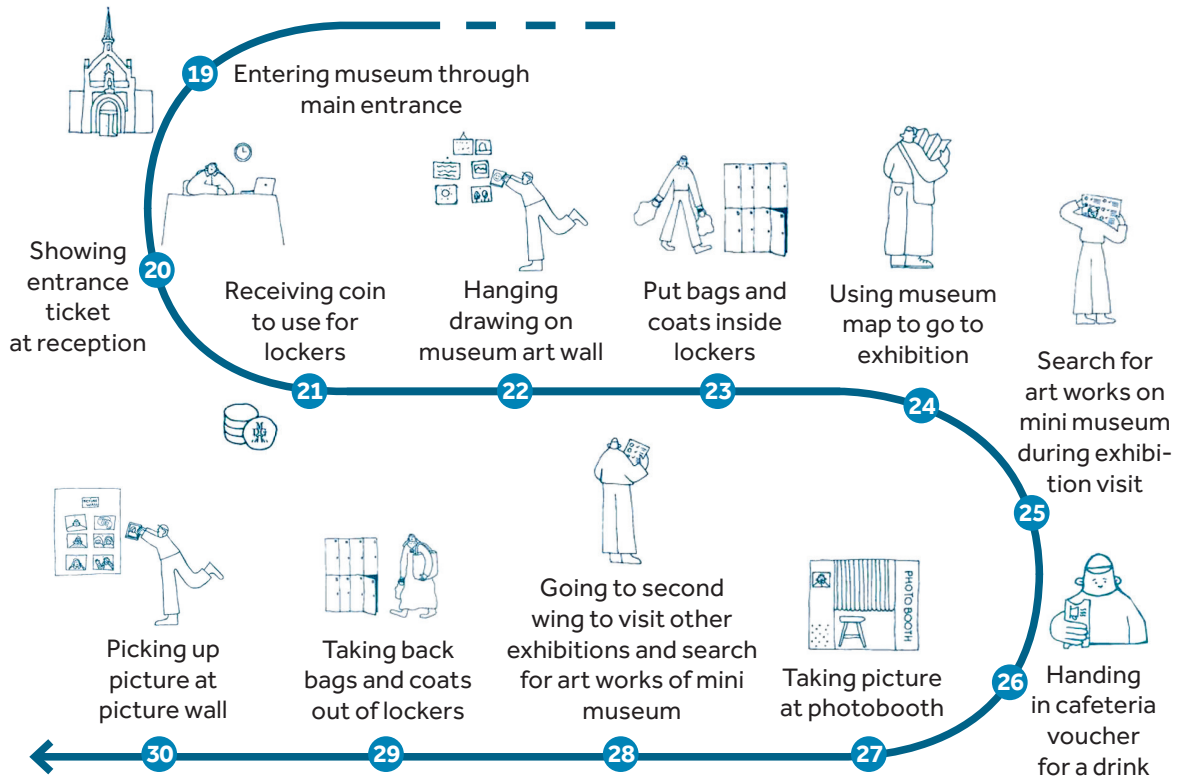 19
Entering museum through
main entrance
20
Showing
entrance
ticket
at reception
21
Receiving coin
to use for
lockers
22
Hanging
drawing on
museum art wall
23
Put bags and
coats inside
lockers
24
Using museum
map to go to
exhibition
25
Search for
art works on
mini museum
during exhibi-
tion visit
26
Handing
in cafeteria
voucher
for a drink
27
Taking picture
at photobooth
PHOTO BOOTH
28
Going to second
wing to visit other
exhibitions and search
for art works of mini
museum
29
Taking back
bags and coats
out of lockers
30
Picking up
picture at
picture wall